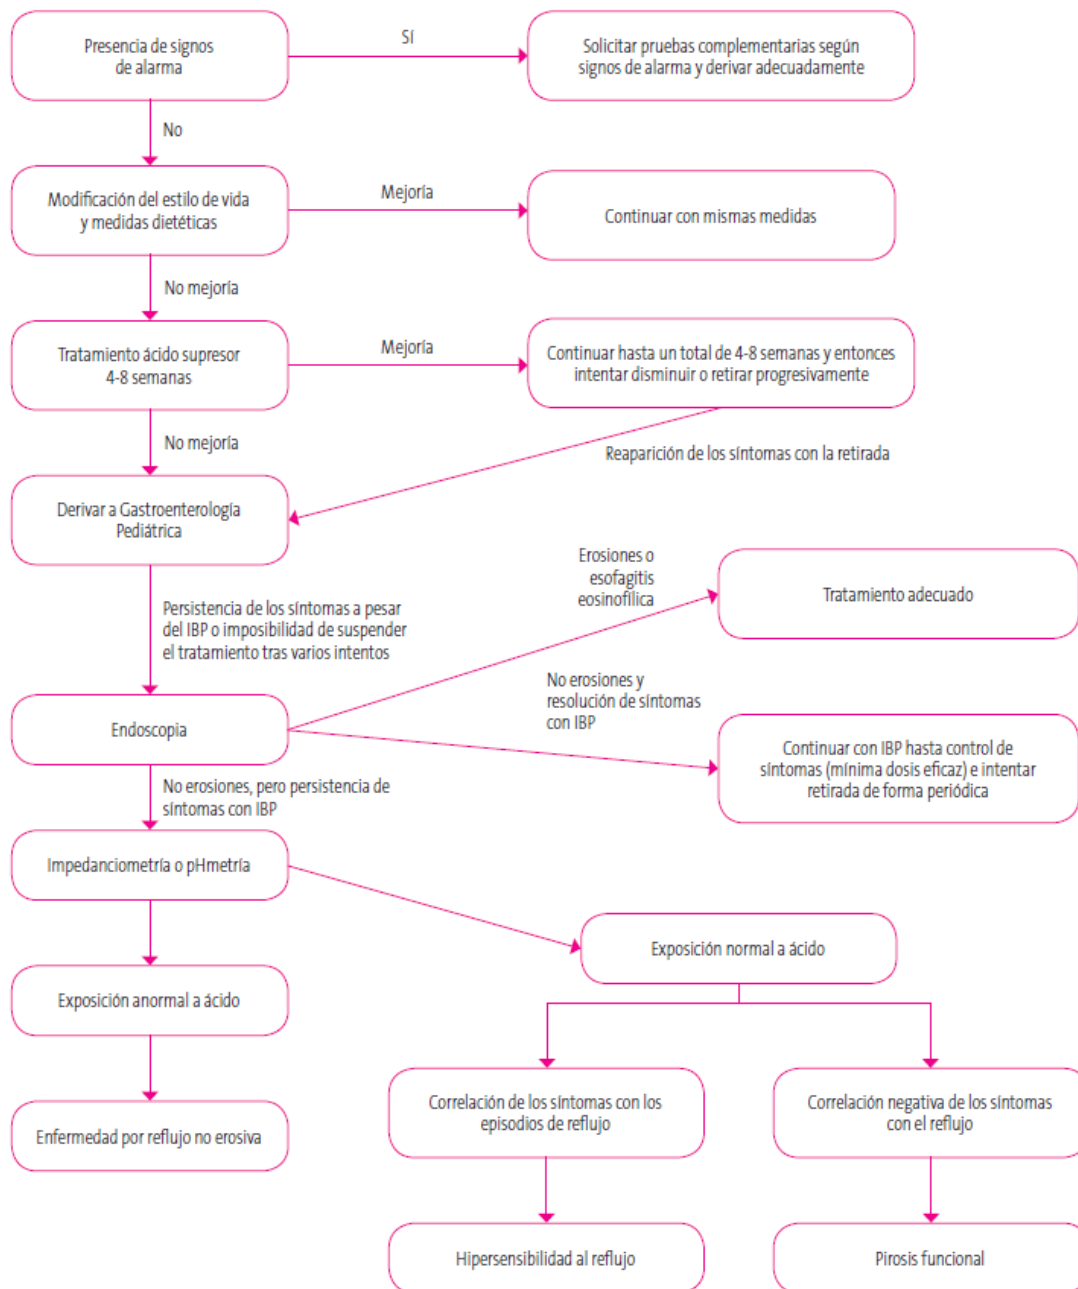 Presencia de signos
de alarma
Sí
Solicitar pruebas complementarias según
signos de alarma y derivar adecuadamente
No
Modificación del estilo de vida
y medidas dietéticas
Mejoría
Continuar con mismas medidas
No mejoría
Tratamiento ácido supresor
4-8 semanas
Mejoría
Continuar hasta un total de 4-8 semanas y entonces
intentar disminuir o retirar progresivamente
No mejoría
Reaparición de los síntomas con la retirada
Derivar a Gastroenterología
Pediátrica
Persistencia de los síntomas a pesar
del IBP o imposibilidad de suspender
el tratamiento tras varios intentos
Erosiones o
esofagitis
eosinofílica
Tratamiento adecuado
Endoscopia
No erosiones y
resolución de síntomas
con IBP
Continuar con IBP hasta control de
síntomas (mínima dosis eficaz) e intentar
retirada de forma periódica
No erosiones, pero persistencia de
síntomas con IBP
Impedanciometría o pHmetría
Exposición normal a ácido
Exposición anormal a ácido
Correlación de los síntomas con los
episodios de reflujo
Correlación negativa de los síntomas
con el reflujo
Enfermedad por reflujo no erosiva
Hipersensibilidad al reflujo
Pirosis funcional